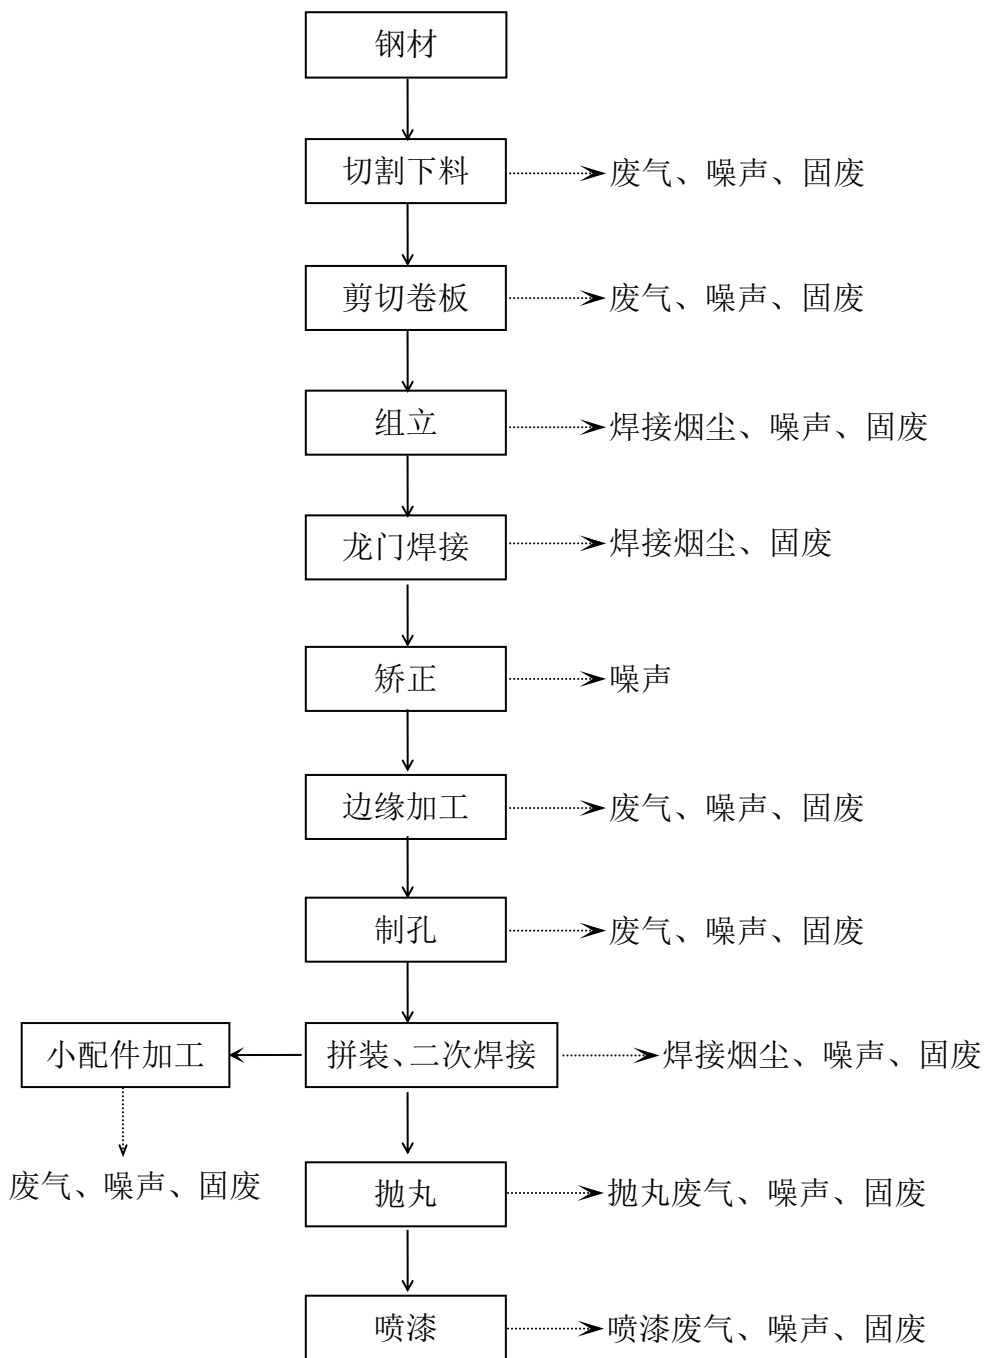 钢材
切割下料
废气、噪声、固废
剪切卷板
废气、噪声、固废
组立
焊接烟尘、噪声、固废
龙门焊接
焊接烟尘、固废
矫正
噪声
边缘加工
废气、噪声、固废
制孔
废气、噪声、固废
小配件加工
拼装、二次焊接
焊接烟尘、噪声、固废
废气、噪声、固废
抛丸
抛丸废气、噪声、固废
喷漆
喷漆废气、噪声、固废